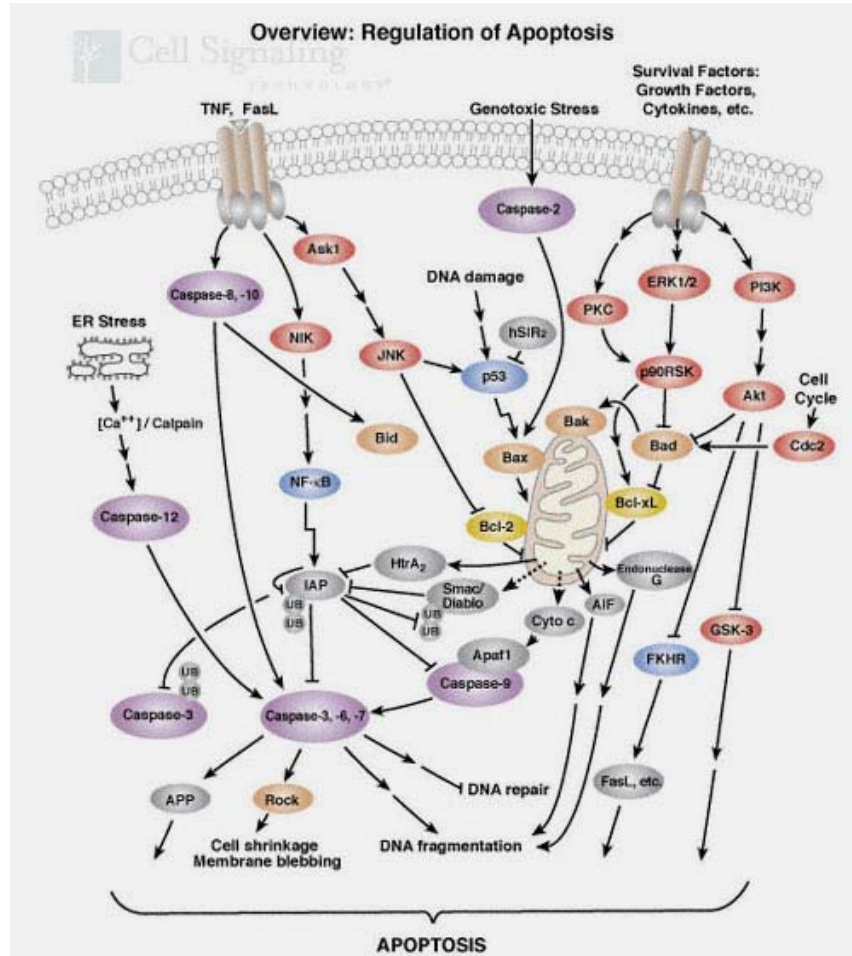 Overview: Regulation of Apoptosis
Cell Signaling
TECHNOLOGY®
Survival Factors:
Growth Factors,
Cytokines, etc.
TNF, FasL
Genotoxic Stress
Caspase-2
Ask1
DNA damage
ERK1/2
PI3K
Caspase-8, -10
PKC
ER Stress
NIK
hSIR₂
JNK
p53
p90RSK
Akt
Cell
Cycle
[Ca⁺⁺] / Calpain
Bid
Bak
Bad
Cdc2
Bax
NF-κB
Bcl-xL
Caspase-12
Bcl-2
HtrA₂
Endonuclease
G
IAP
Smac/
Diablo
UB
UB
UB
UB
AIF
Cyto c
GSK-3
Apaf1
FKHR
UB
UB
Caspase-9
Caspase-3
Caspase-3, -6, -7
DNA repair
FasL, etc.
APP
Rock
Cell shrinkage
Membrane blebbing
DNA fragmentation
APOPTOSIS